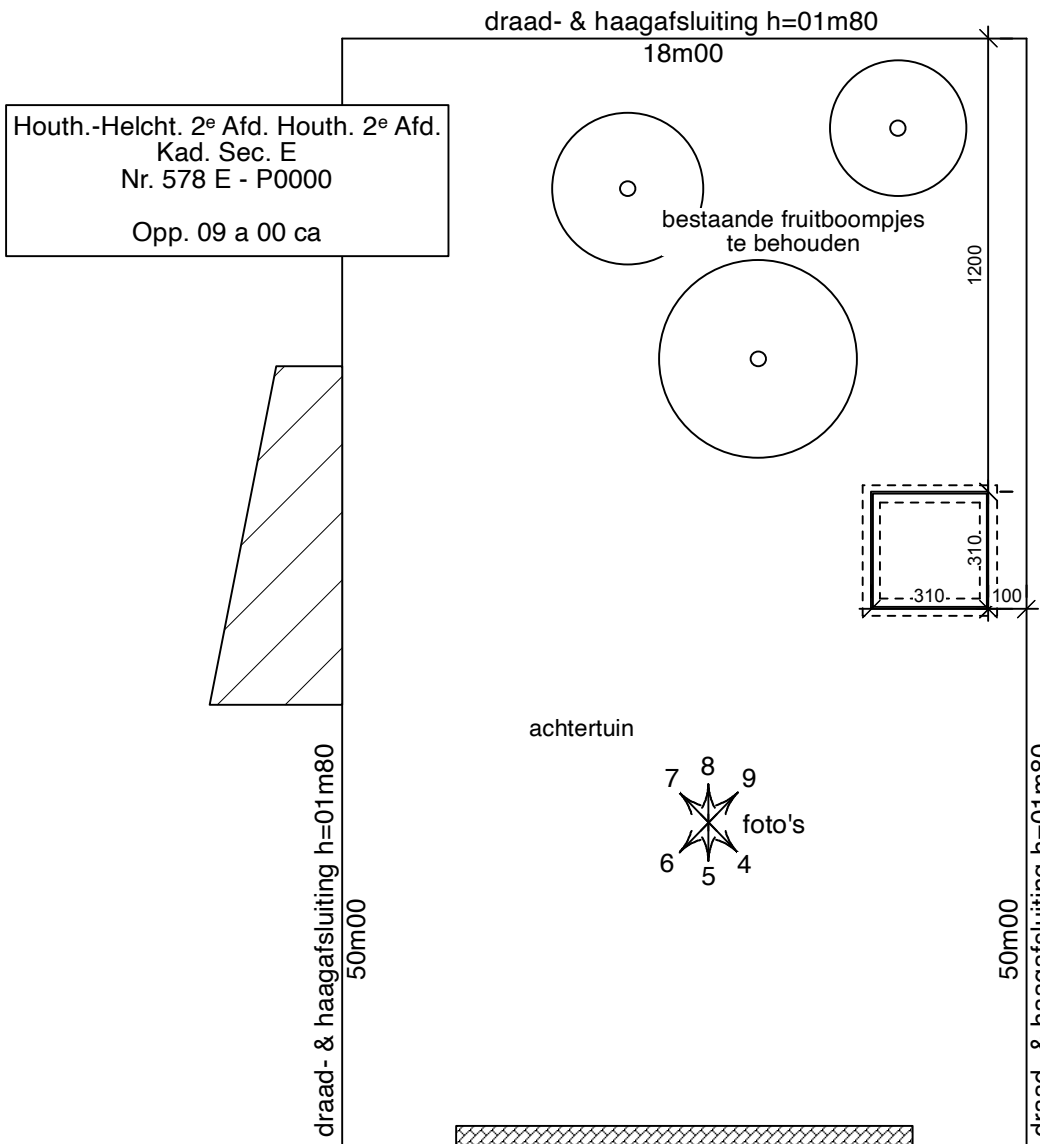 draad- & haagafsluiting h=01m80
18m00
Houth.-Helcht. 2e Afd. Houth. 2e Afd.
Kad. Sec. E
Nr. 578 E - P0000
Opp. 09 a 00 ca
bestaande fruitboompjes
te behouden
1200
310
310
100
achtertuin
7
8
9
foto's
6
5
4
draad- & haagafsluiting h=01m80
50m00
50m00
draad- & haagafsluiting h=01m80